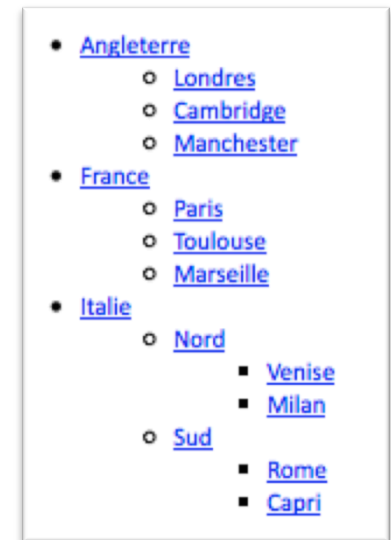 Angleterre
Londres
Cambridge
Manchester
France
Paris
Toulouse
Marseille
Italie
Nord
Venise
Milan
Sud
Rome
Capri